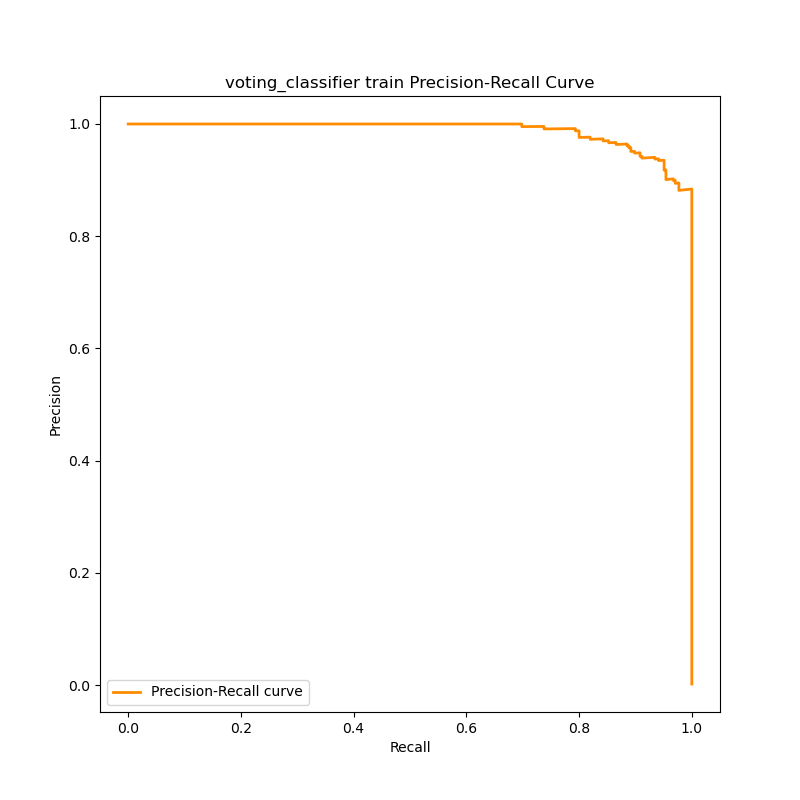 voting_classifier train Precision-Recall Curve
1.0
0.8
0.6
0.4
0.2
0.0
Precision
Precision-Recall curve
0.0 0.2 0.4 0.6 0.8 1.0
Recall